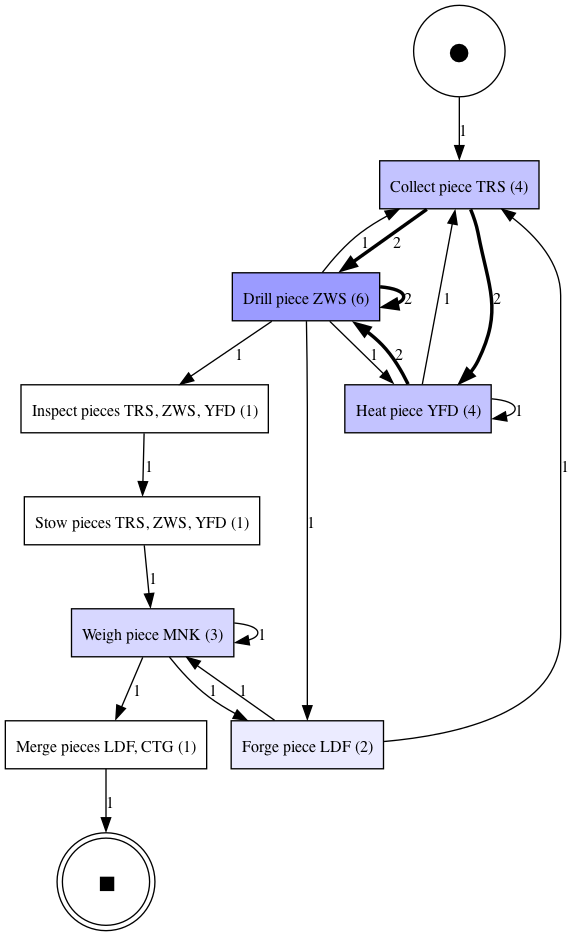 1
Collect piece TRS (4)
1
2
Drill piece ZWS (6)
2
1
2
1
1
2
Inspect pieces TRS, ZWS, YFD (1)
Heat piece YFD (4)
1
1
1
1
Stow pieces TRS, ZWS, YFD (1)
1
Weigh piece MNK (3)
1
1
1
1
Merge pieces LDF, CTG (1)
Forge piece LDF (2)
1